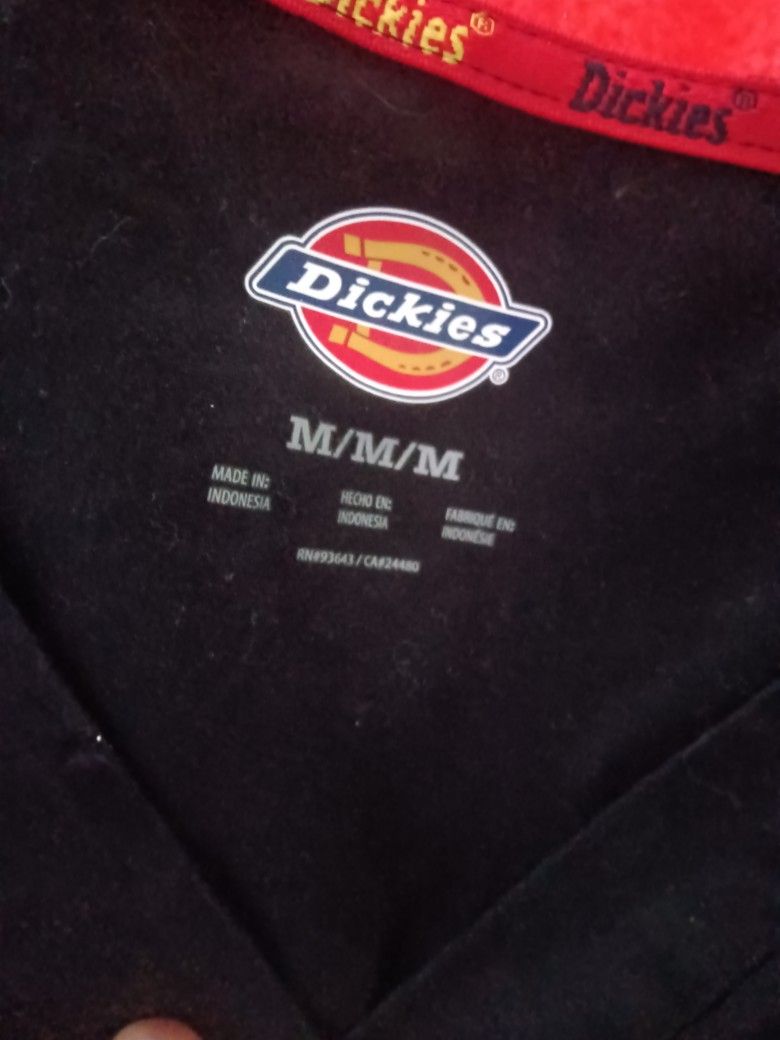 Dickies®
Dickies®
Dickies
®
M/M/M
MADE IN:
INDONESIA
HECHO EN:
INDONESIA
FABRIQUÉ EN:
INDONÉSIE
RN#93643 / CA#24480